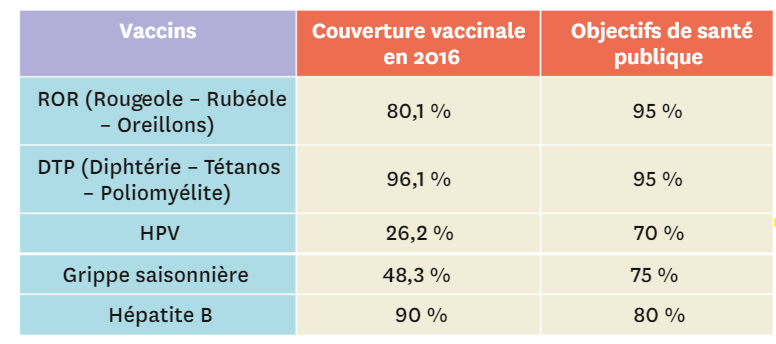 Vaccins
Couverture vaccinale
en 2016
Objectifs de santé
publique
ROR (Rougeole – Rubéole
– Oreillons)
80,1 %
95 %
DTP (Diphtérie – Tétanos
– Poliomyélite)
96,1 %
95 %
HPV
26,2 %
70 %
Grippe saisonnière
48,3 %
75 %
Hépatite B
90 %
80 %